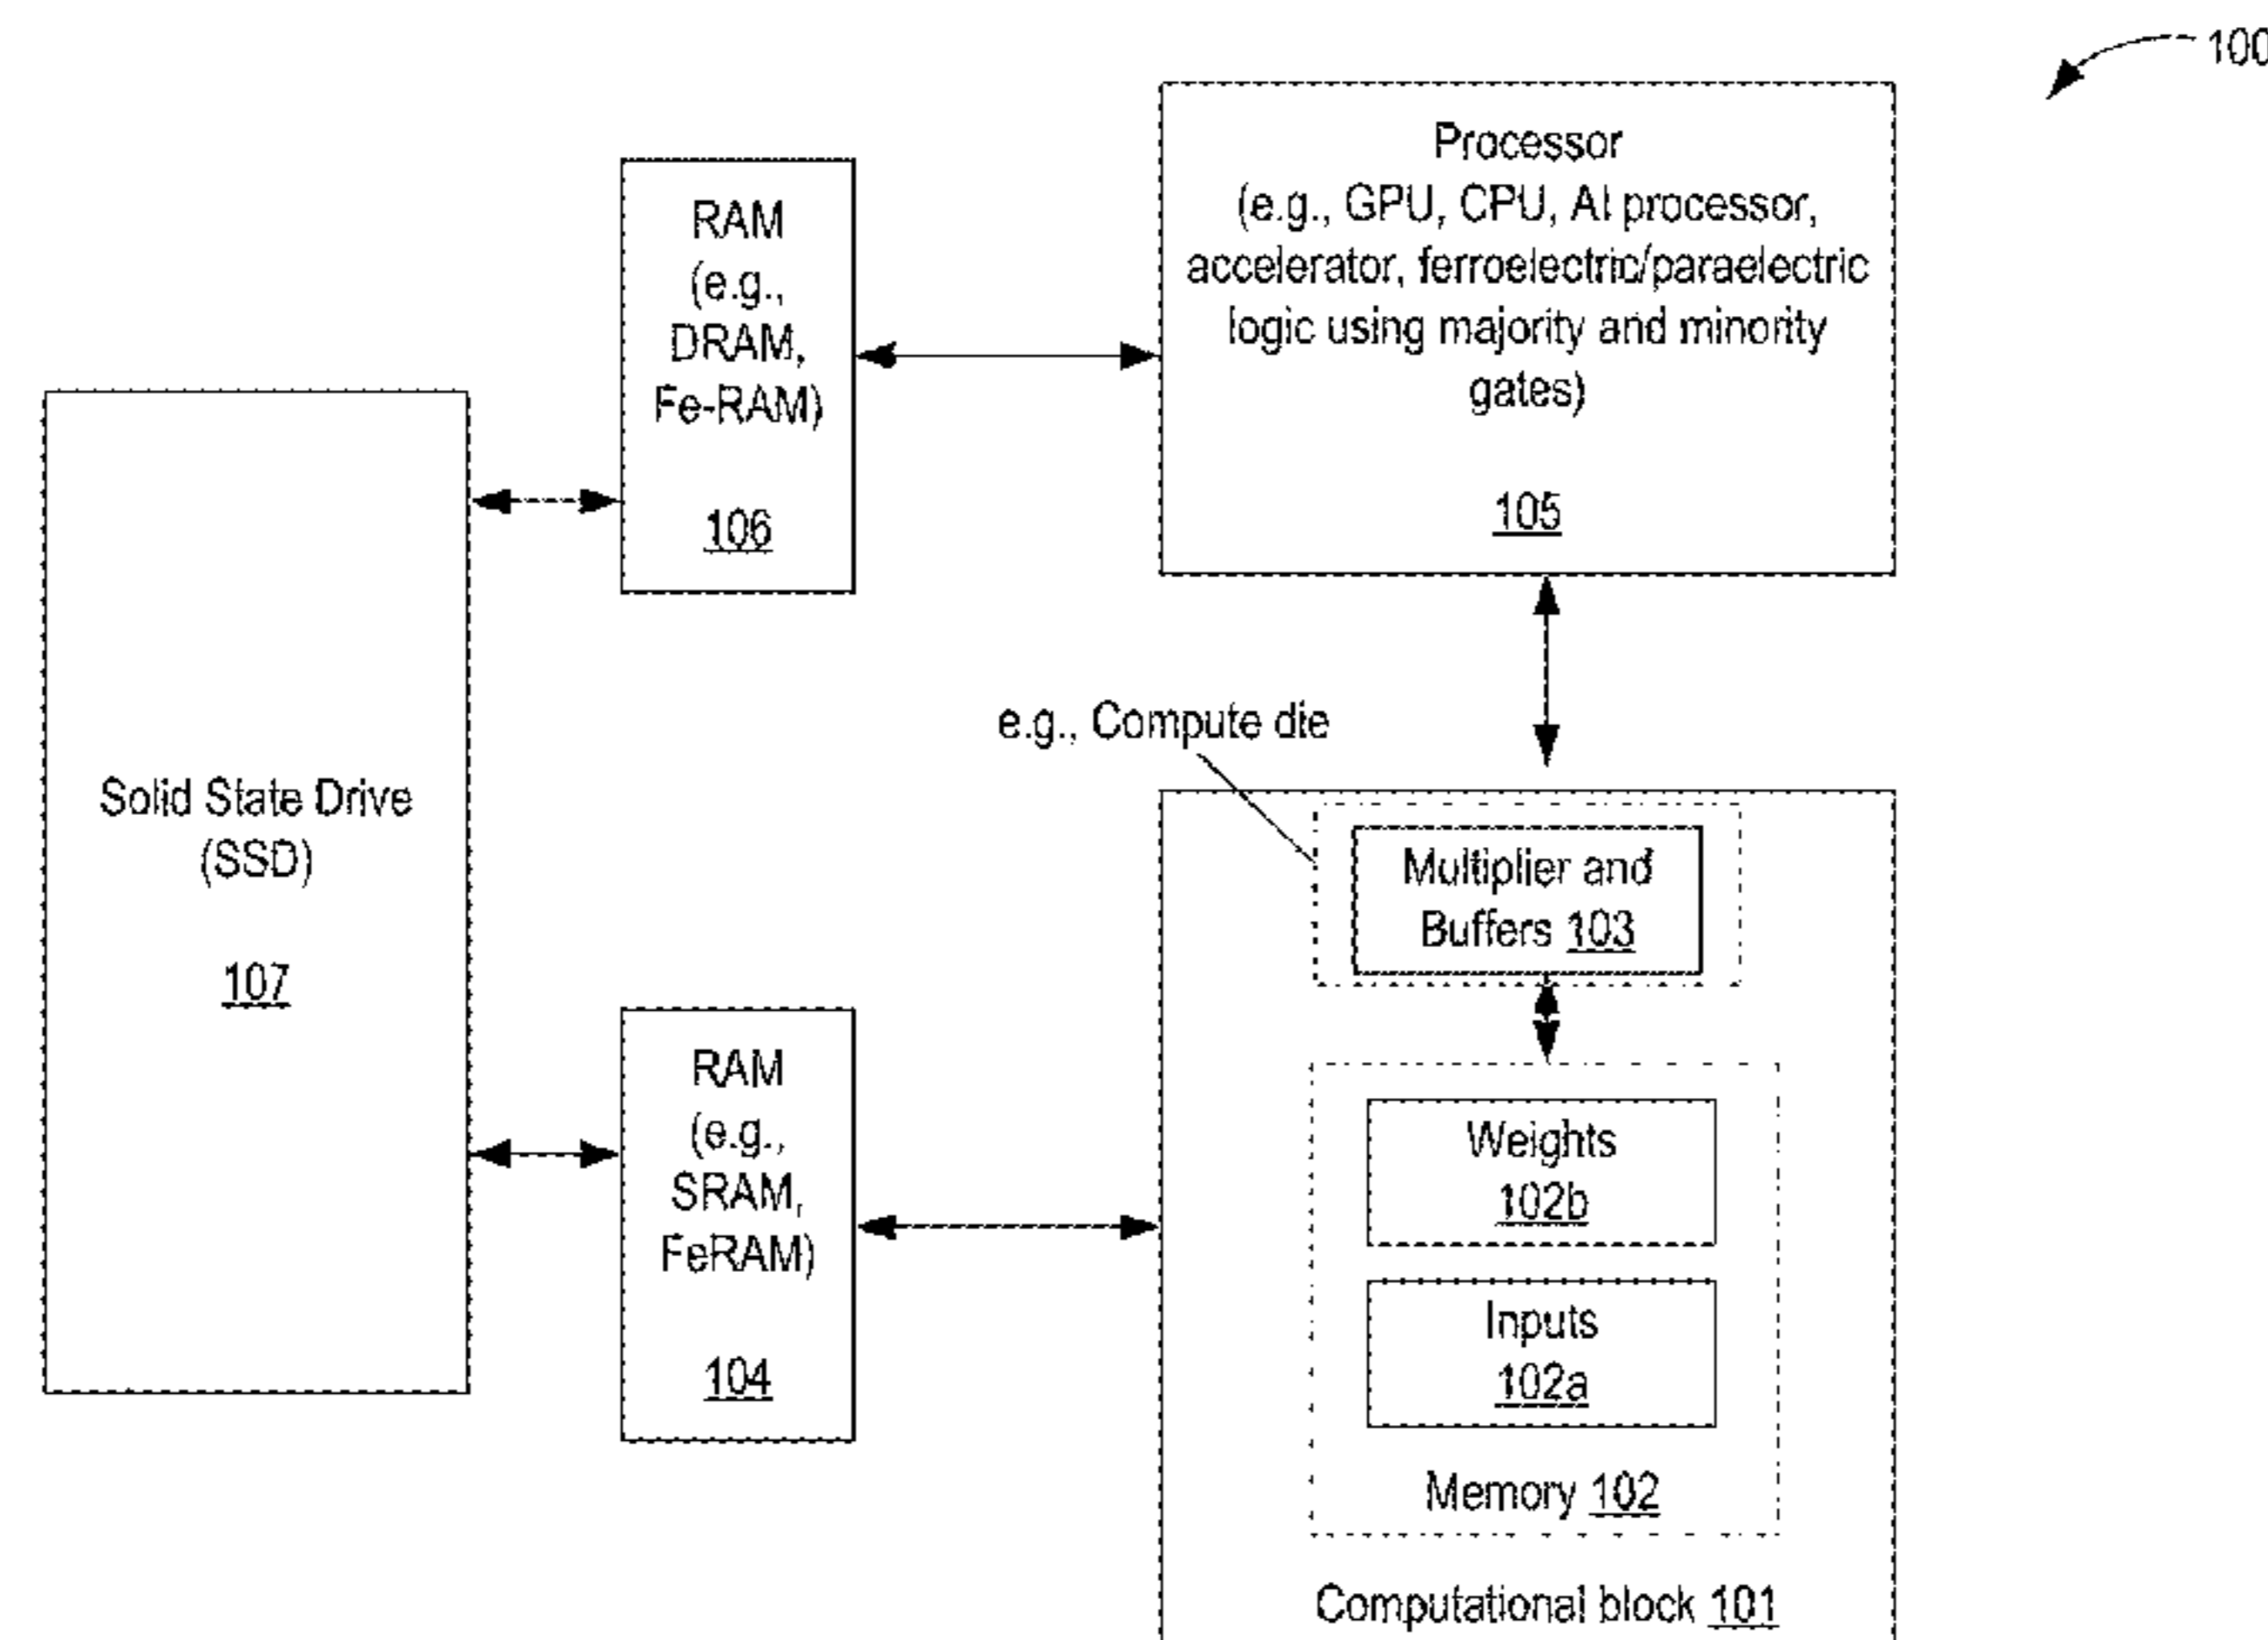 100
Processor
(e.g., GPU, CPU, AI processor,
accelerator, ferroelectric/paraelectric
logic using majority and minority
gates)
105
RAM
(e.g.,
DRAM,
Fe-RAM)
106
Solid State Drive
(SSD)
107
e.g., Compute die
Multiplier and
Buffers 103
RAM
(e.g.,
SRAM,
FeRAM)
104
Weights
102b
Inputs
102a
Memory 102
Computational block 101